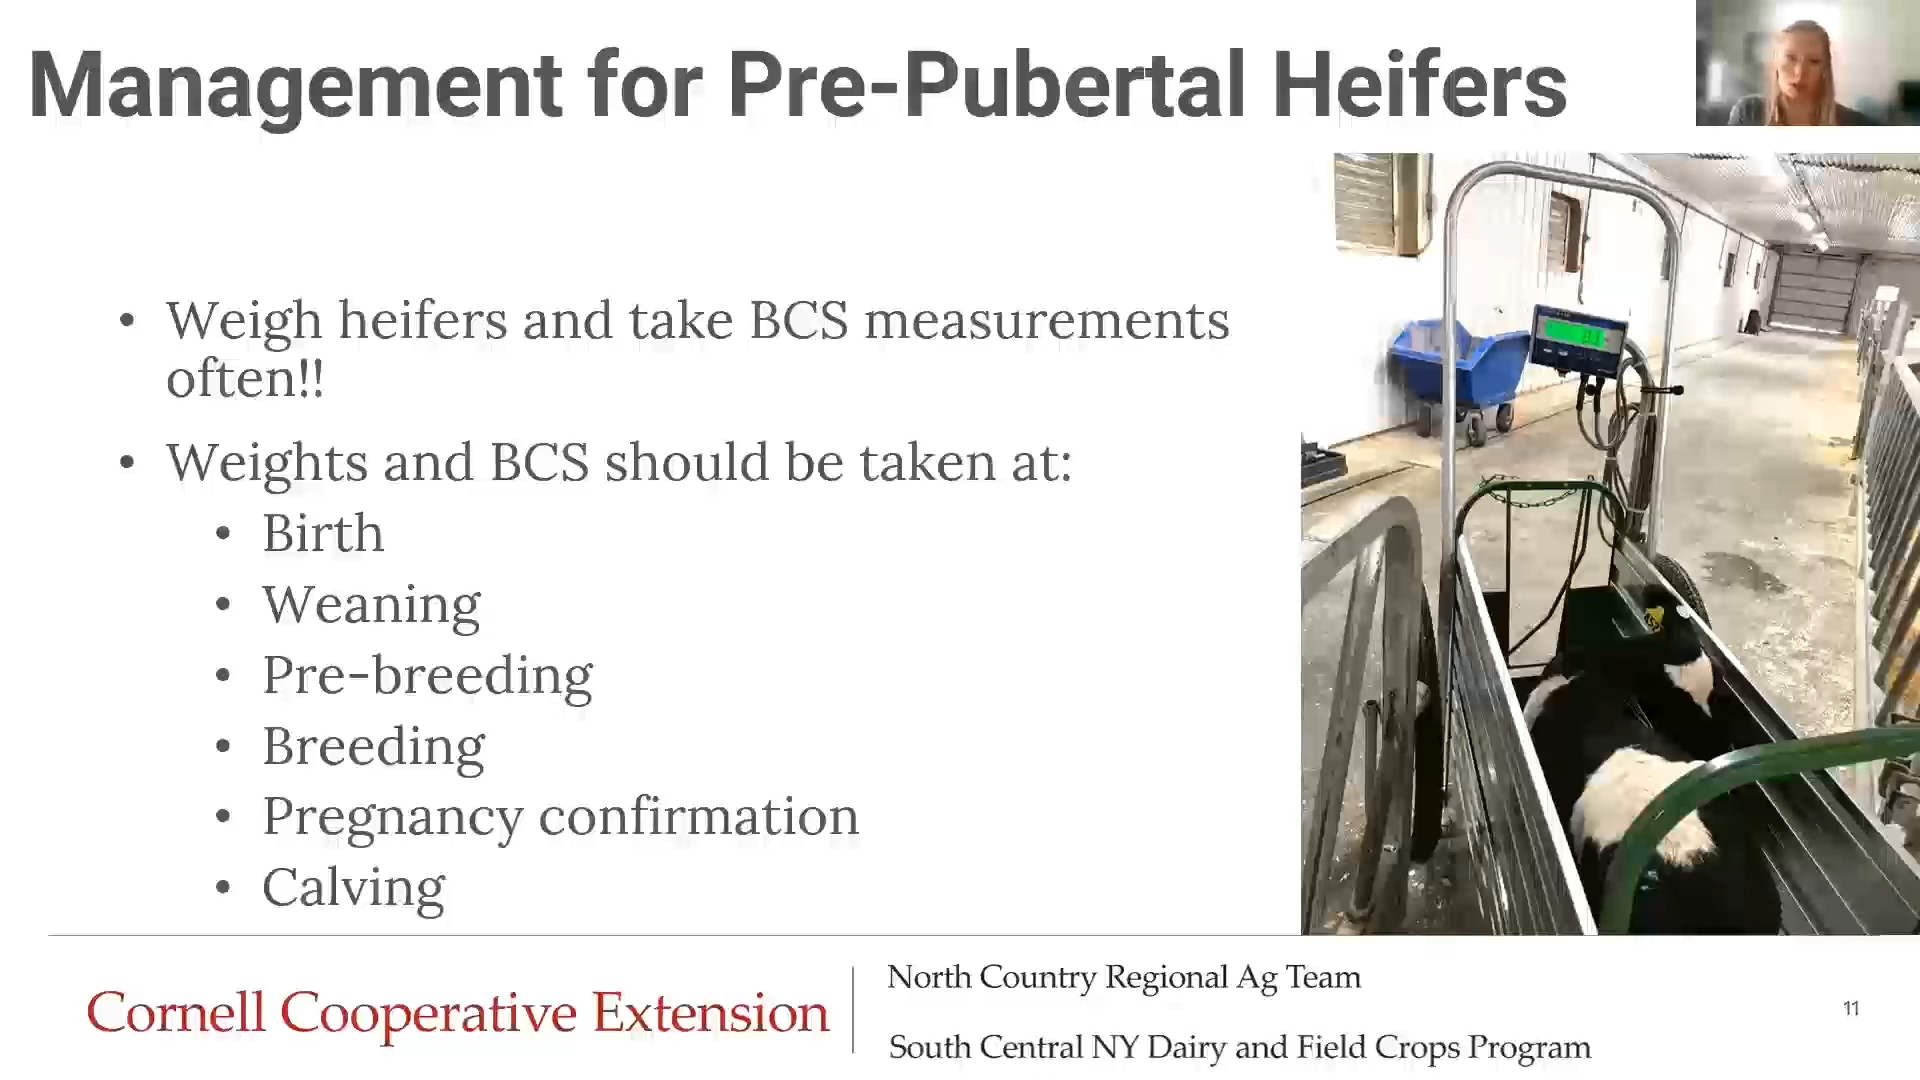 Management for Pre-Pubertal Heifers
• Weigh heifers and take BCS measurements
often!!
• Weights and BCS should be taken at:
• Birth
• Weaning
• Pre-breeding
• Breeding
• Pregnancy confirmation
• Calving
Cornell Cooperative Extension
North Country Regional Ag Team
South Central NY Dairy and Field Crops Program
11